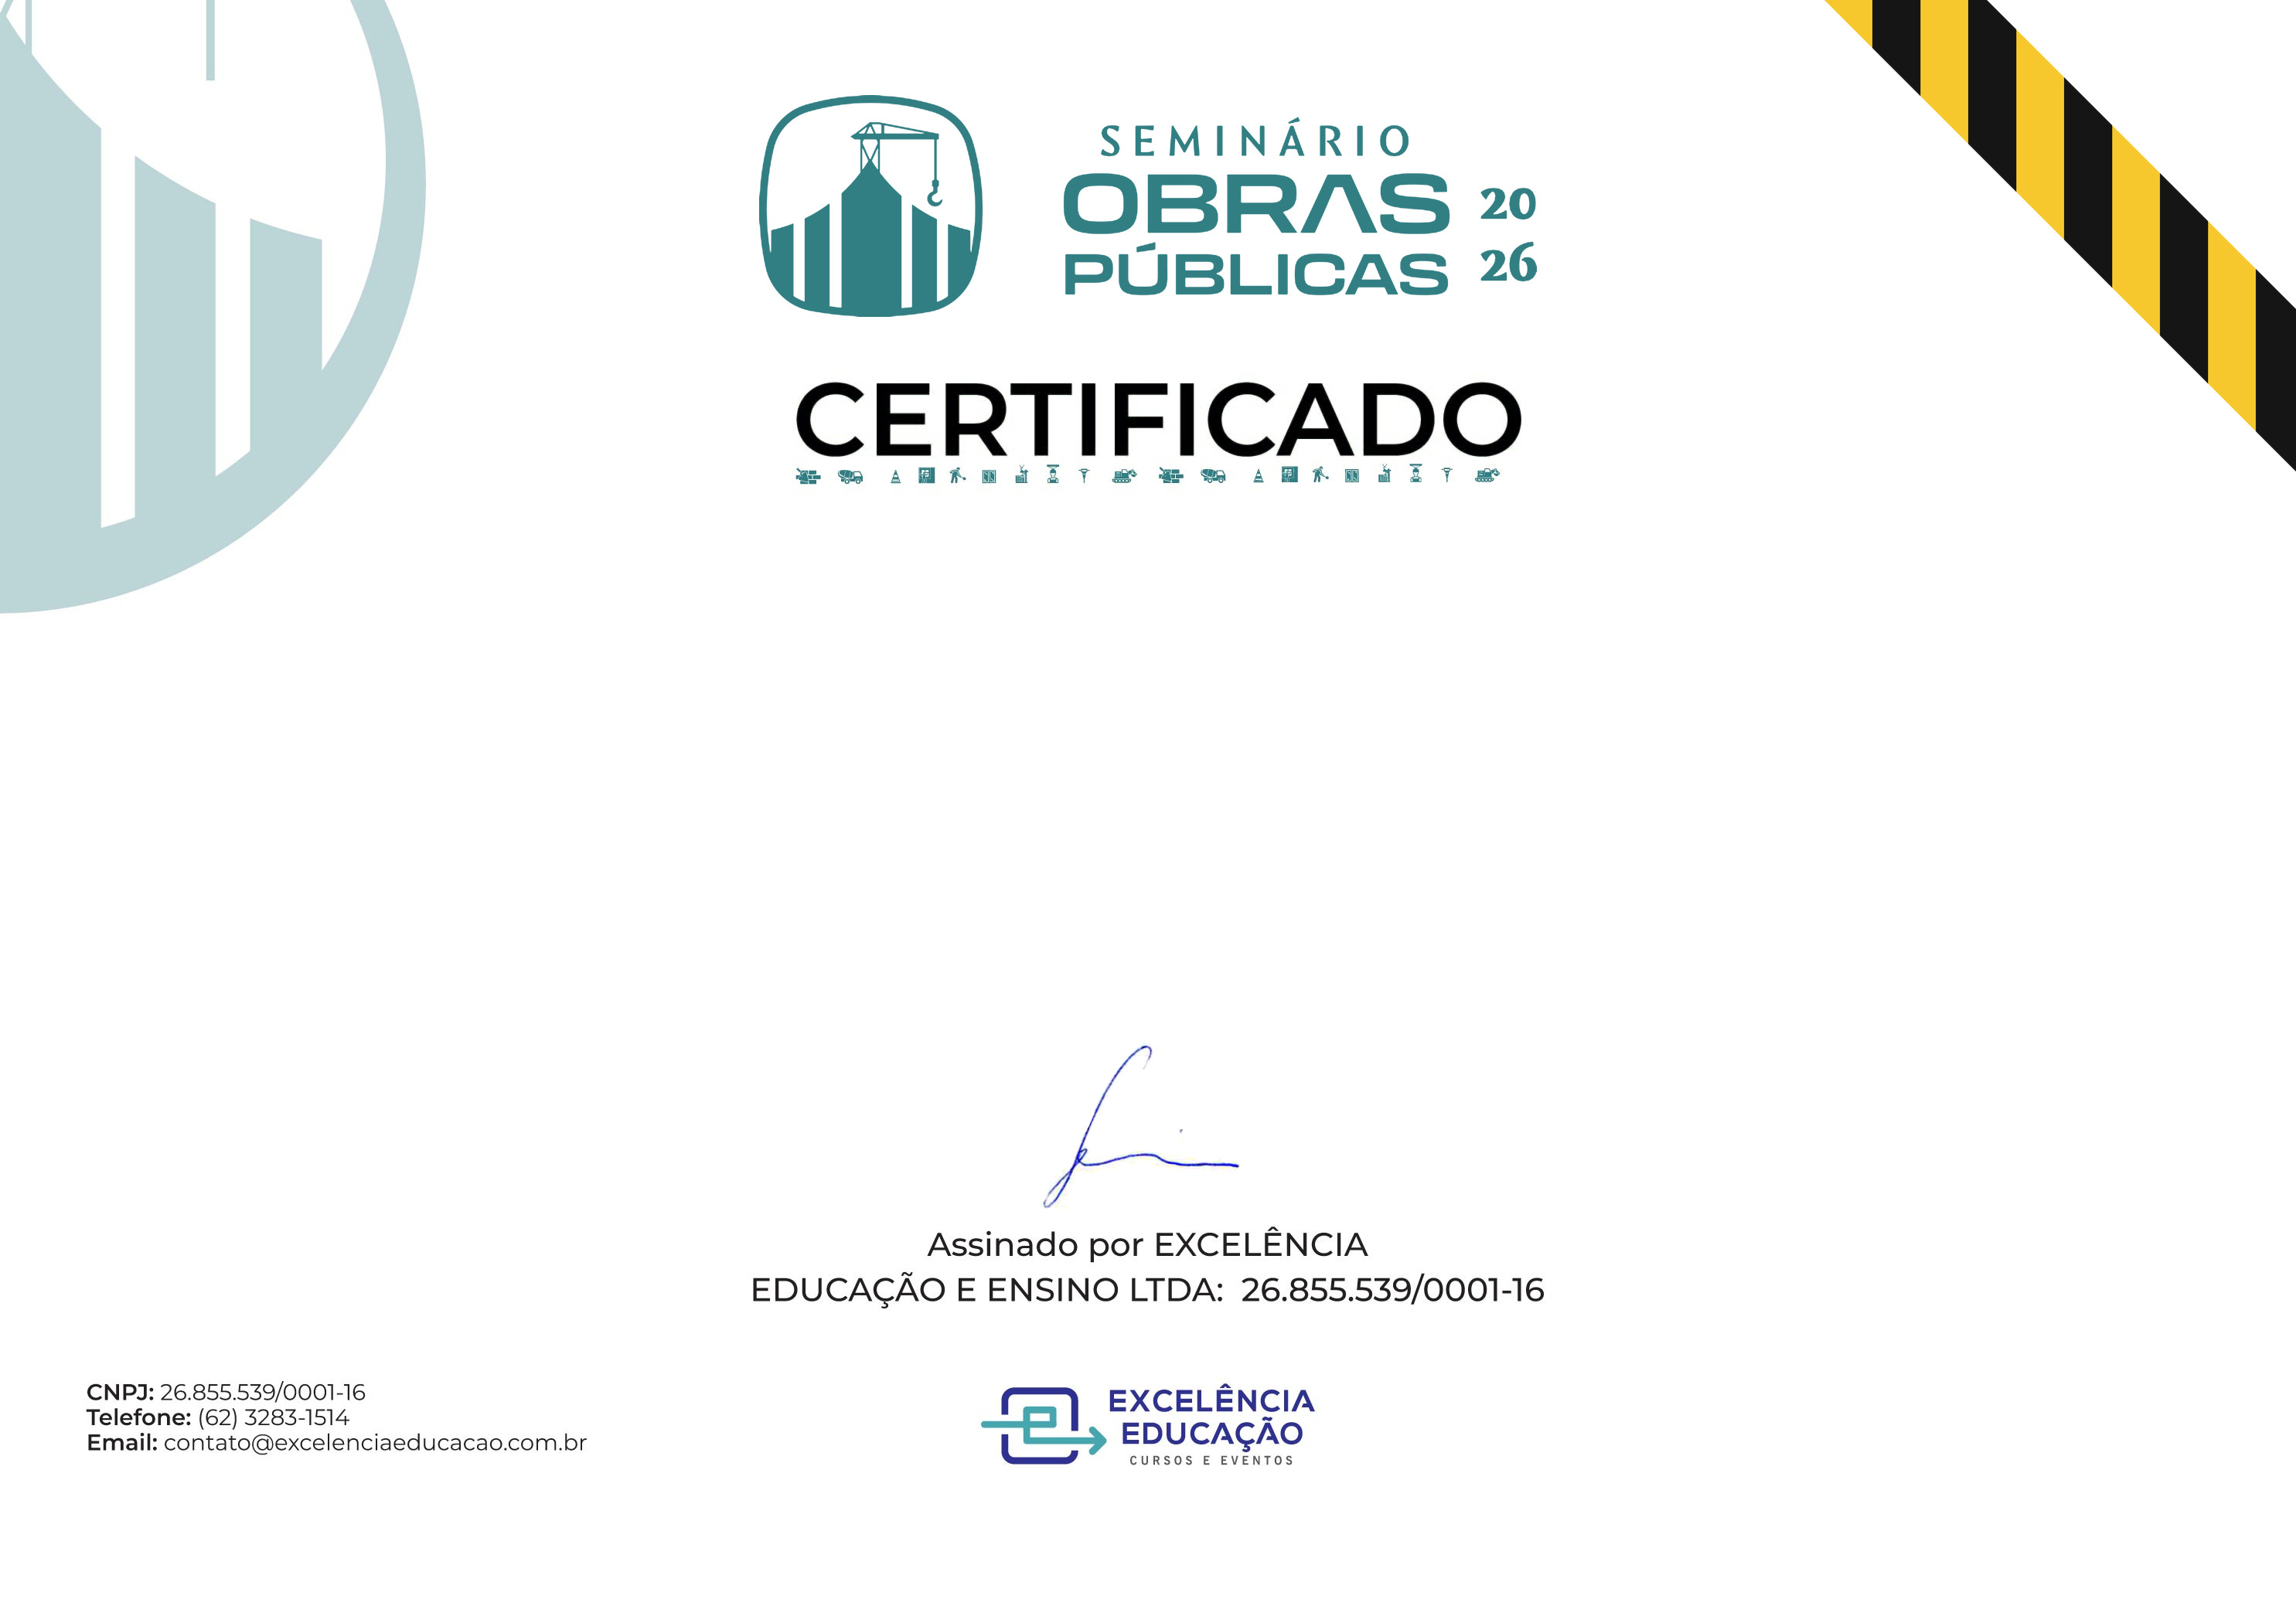 SEMINÁRIO
OBRAS
PÚBLICAS
20
26
CERTIFICADO
Assinado por EXCELÊNCIA
EDUCAÇÃO E ENSINO LTDA: 26.855.539/0001-16
CNPJ: 26.855.539/0001-16
Telefone: (62) 3283-1514
Email: contato@excelenciaeducacao.com.br
EXCELÊNCIA
EDUCAÇÃO
CURSOS E EVENTOS